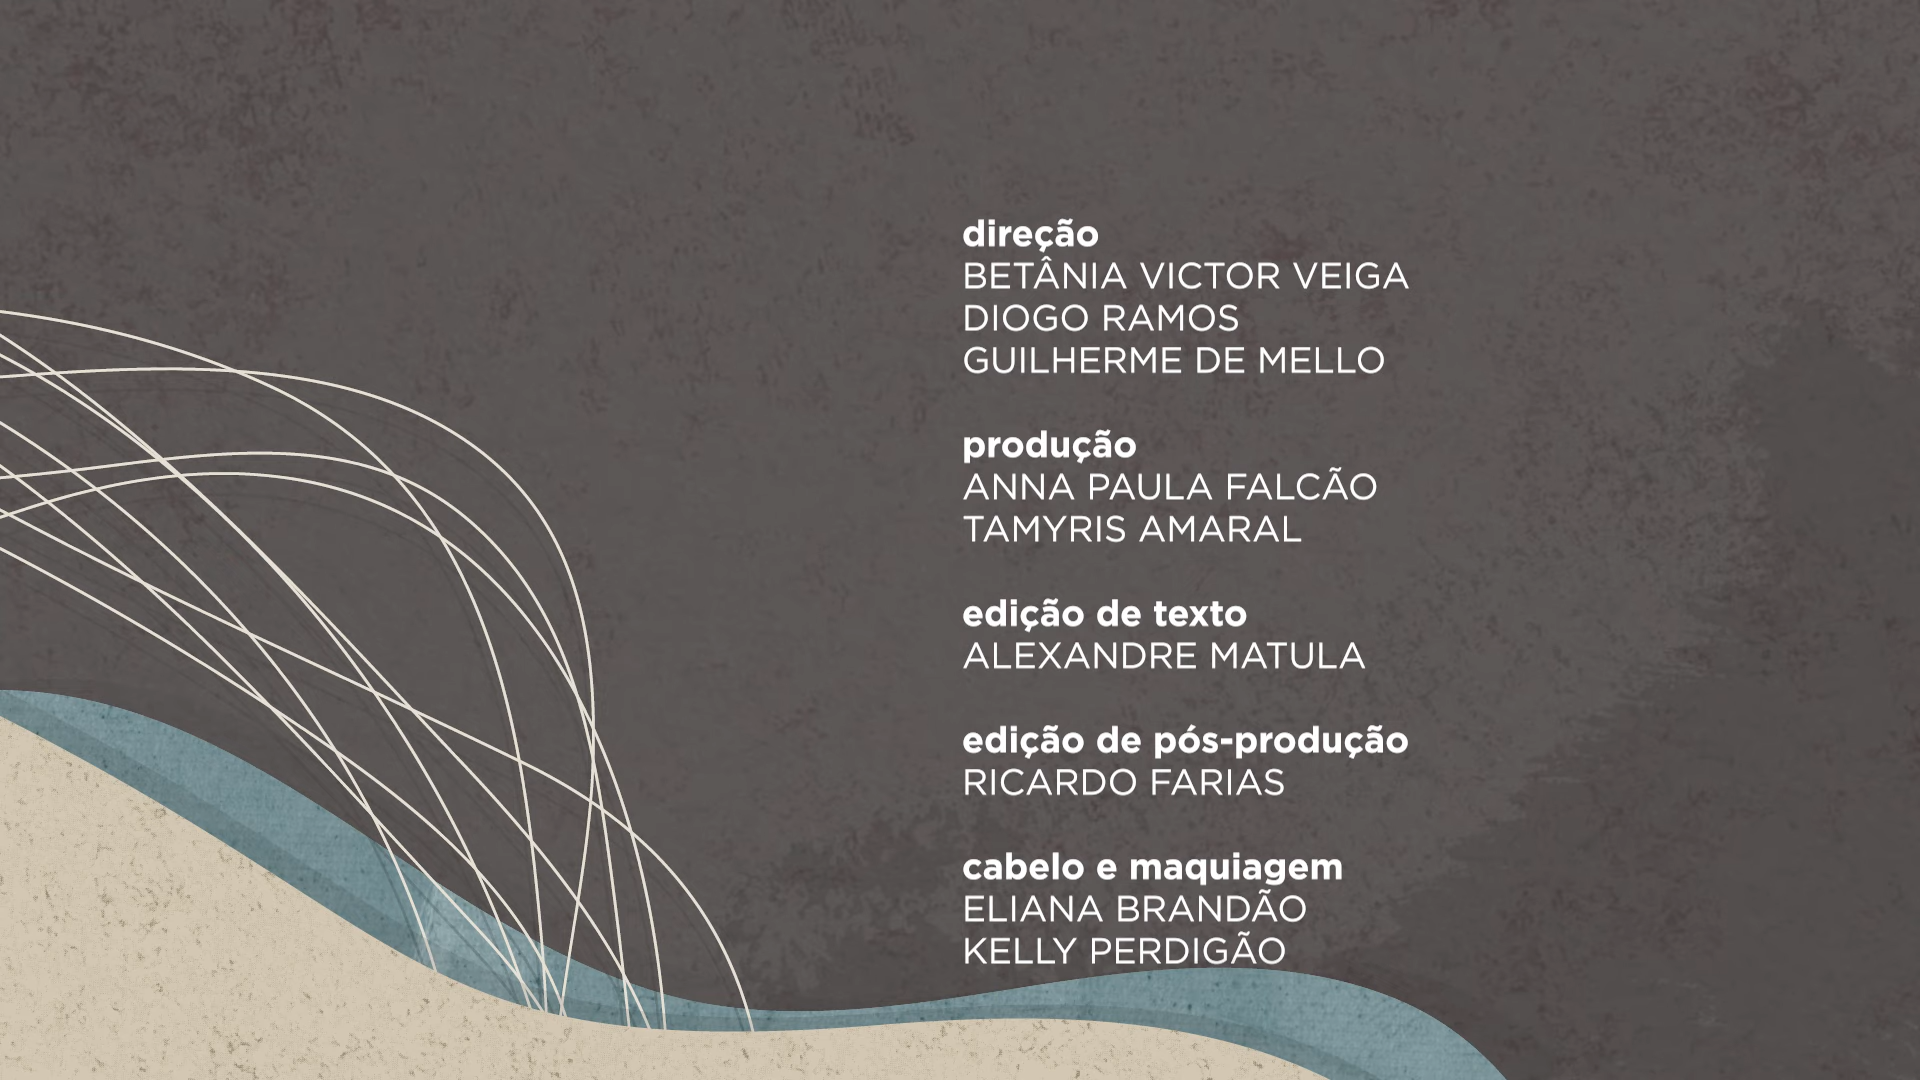 direção
BETÂNIA VICTOR VEIGA
DIOGO RAMOS
GUILHERME DE MELLO
produção
ANNA PAULA FALCÃO
TAMYRIS AMARAL
edição de texto
ALEXANDRE MATULA
edição de pós-produção
RICARDO FARIAS
cabelo e maquiagem
ELIANA BRANDÃO
KELLY PERDIGÃO